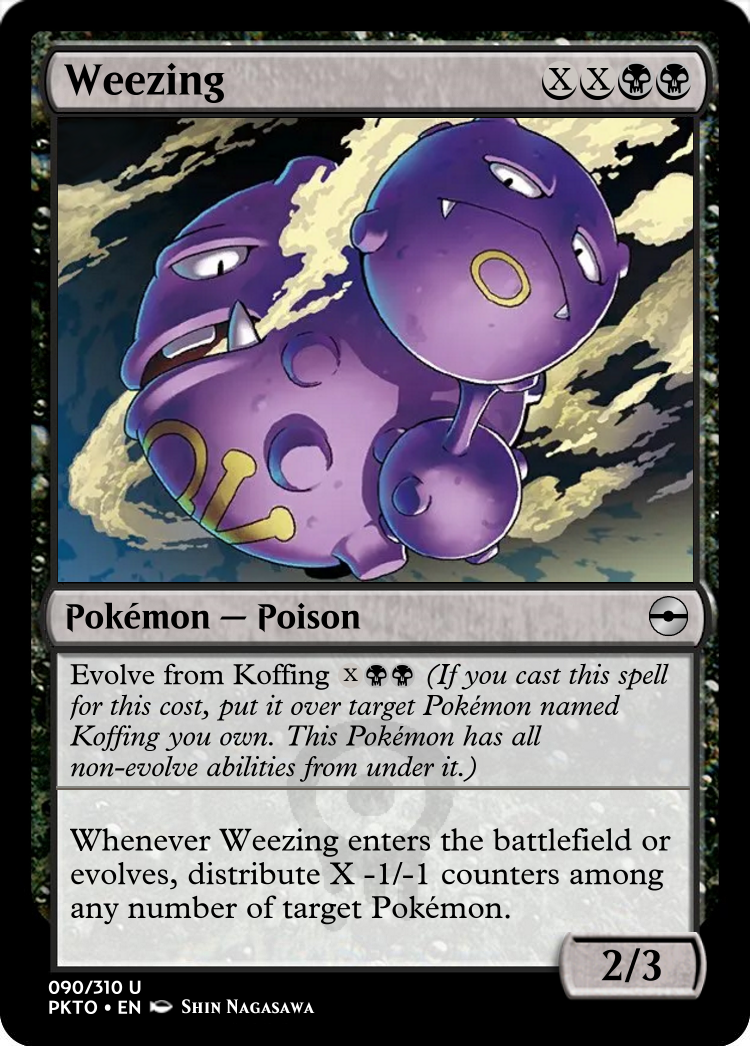 Weezing XX
Pokémon — Poison
Evolve from Koffing X (If you cast this spell
for this cost, put it over target Pokémon named
Koffing you own. This Pokémon has all
non-evolve abilities from under it.)
Whenever Weezing enters the battlefield or
evolves, distribute X -1/-1 counters among
any number of target Pokémon.
2/3
090/310 U
PKTO • EN SHIN NAGASAWA